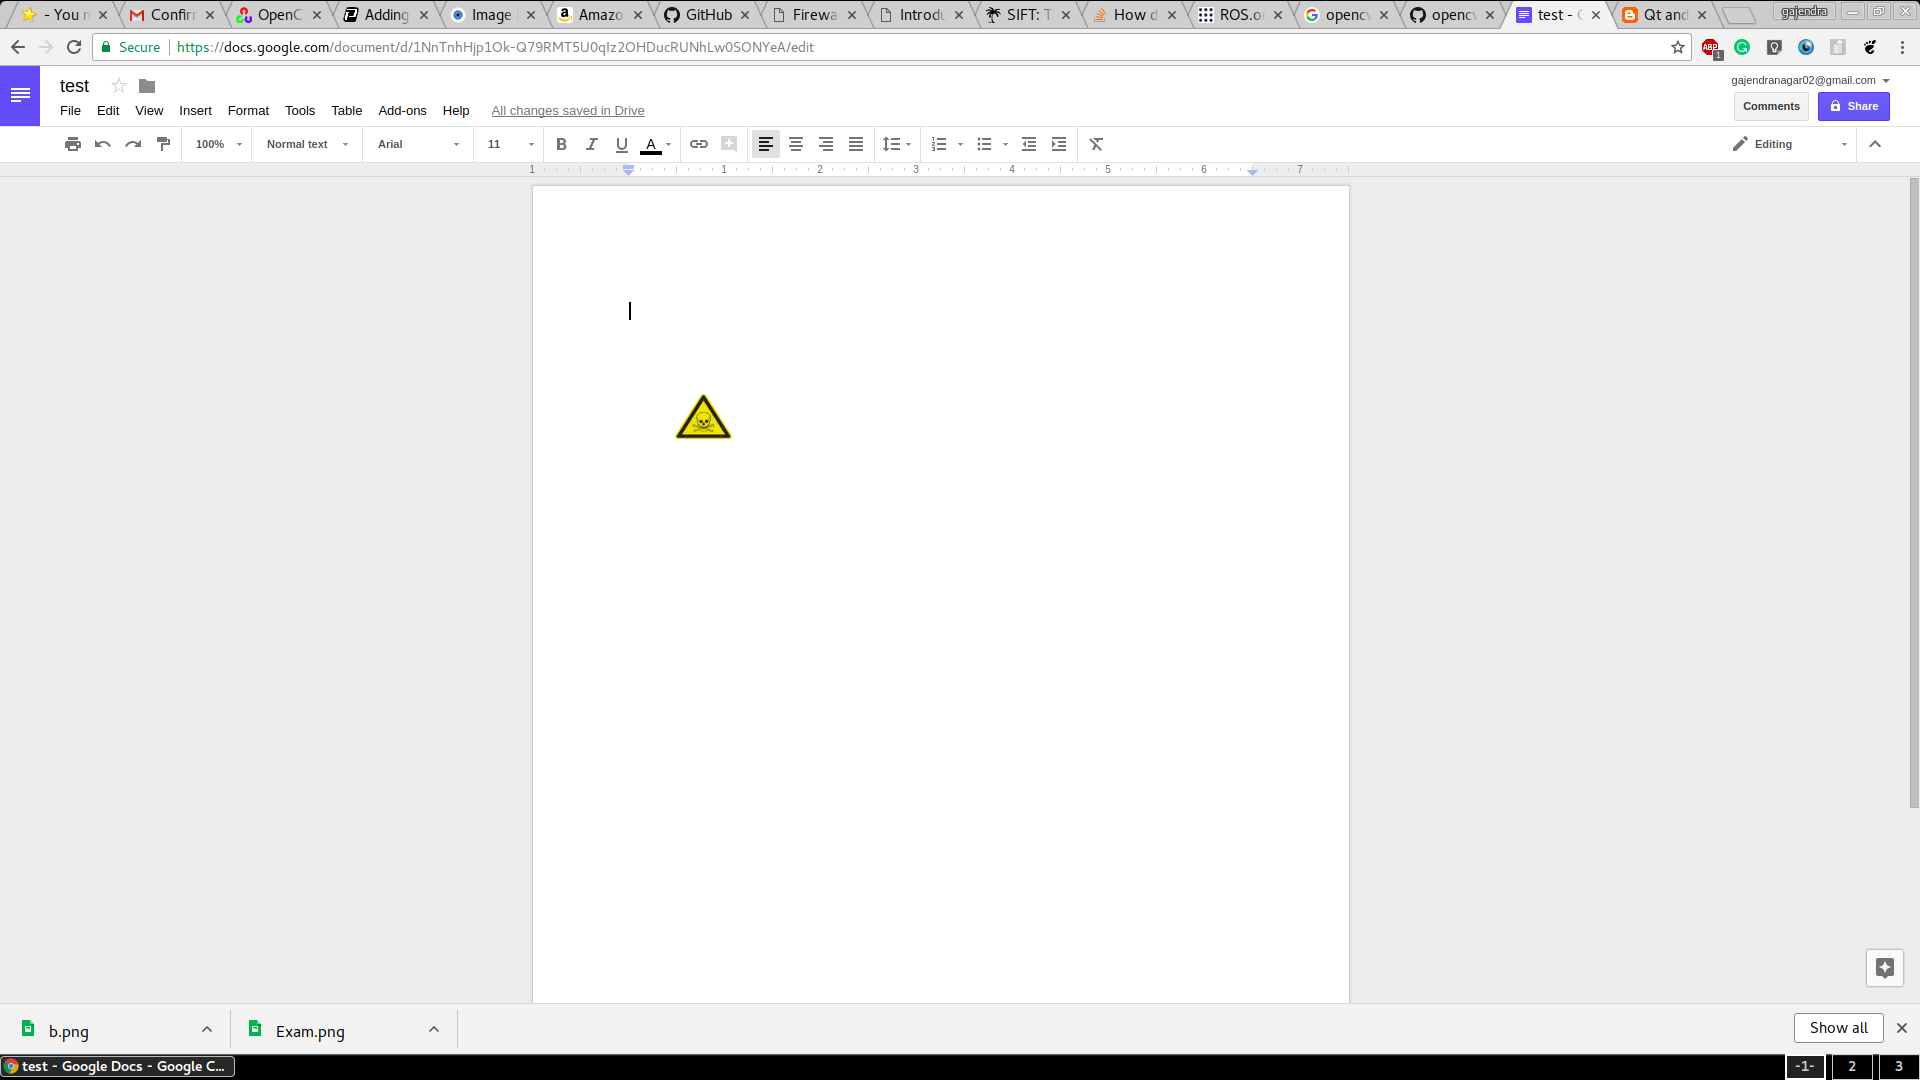 - You n
Confirr
OpenC
Adding
Image
Amazo
GitHub
Firewa
Introdu
SIFT: T
How d
ROS.o
opencv
opencv
test - G
Qt and
gajendra
Secure
https://docs.google.com/document/d/1NnTnhHjp1Ok-Q79RMT5U0qIz2OHDucRUNhLw0SONYeA/edit
ABP
1
test
gajendranagar02@gmail.com
File Edit View Insert Format Tools Table Add-ons Help All changes saved in Drive
Comments
Share
100% Normal text Arial 11 B I U A
Editing
1 1 2 3 4 5 6 7
b.png
Exam.png
Show all
test - Google Docs - Google C...
-1- 2 3